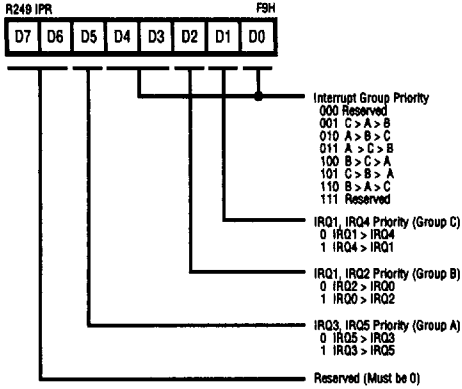 R249 IPR F9H
D7 D6 D5 D4 D3 D2 D1 D0
Interrupt Group Priority
000 Reserved
001 C > A > B
010 A > B > C
011 A > C > B
100 B > C > A
101 C > B > A
110 B > A > C
111 Reserved
IRQ1, IRQ4 Priority (Group C)
0 IRQ1 > IRQ4
1 IRQ4 > IRQ1
IRQ1, IRQ2 Priority (Group B)
0 IRQ2 > IRQ0
1 IRQ0 > IRQ2
IRQ3, IRQ5 Priority (Group A)
0 IRQ5 > IRQ3
1 IRQ3 > IRQ5
Reserved (Must be 0)